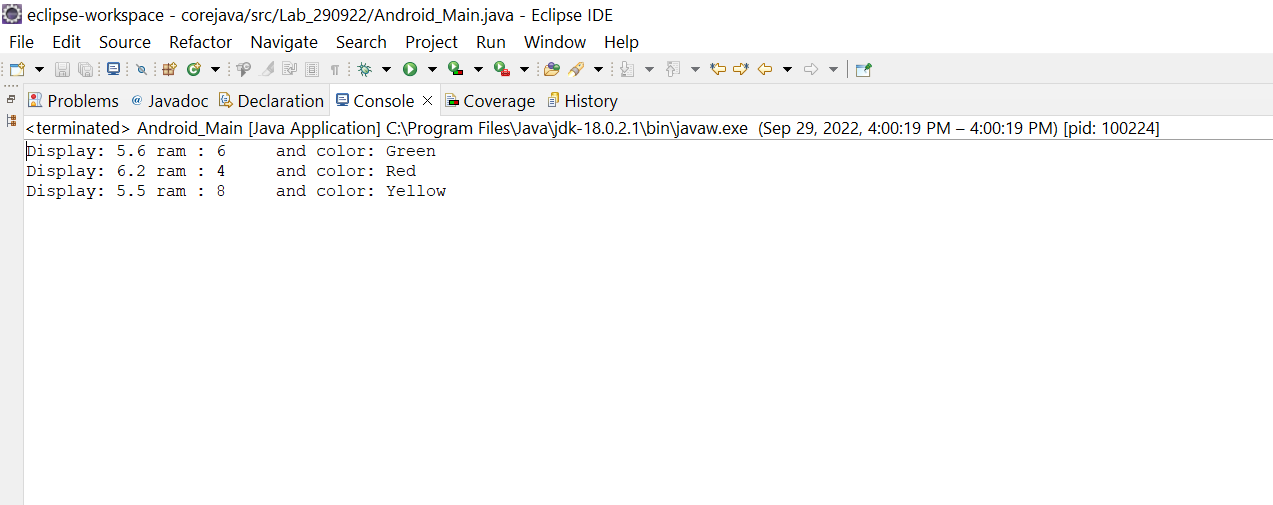 eclipse-workspace - corejava/src/Lab_290922/Android_Main.java - Eclipse IDE
File Edit Source Refactor Navigate Search Project Run Window Help
Problems @ Javadoc Declaration Console Coverage History
<terminated> Android_Main [Java Application] C:\Program Files\Java\jdk-18.0.2.1\bin\javaw.exe (Sep 29, 2022, 4:00:19 PM – 4:00:19 PM) [pid: 100224]
Display: 5.6 ram : 6     and color: Green
Display: 6.2 ram : 4     and color: Red
Display: 5.5 ram : 8     and color: Yellow